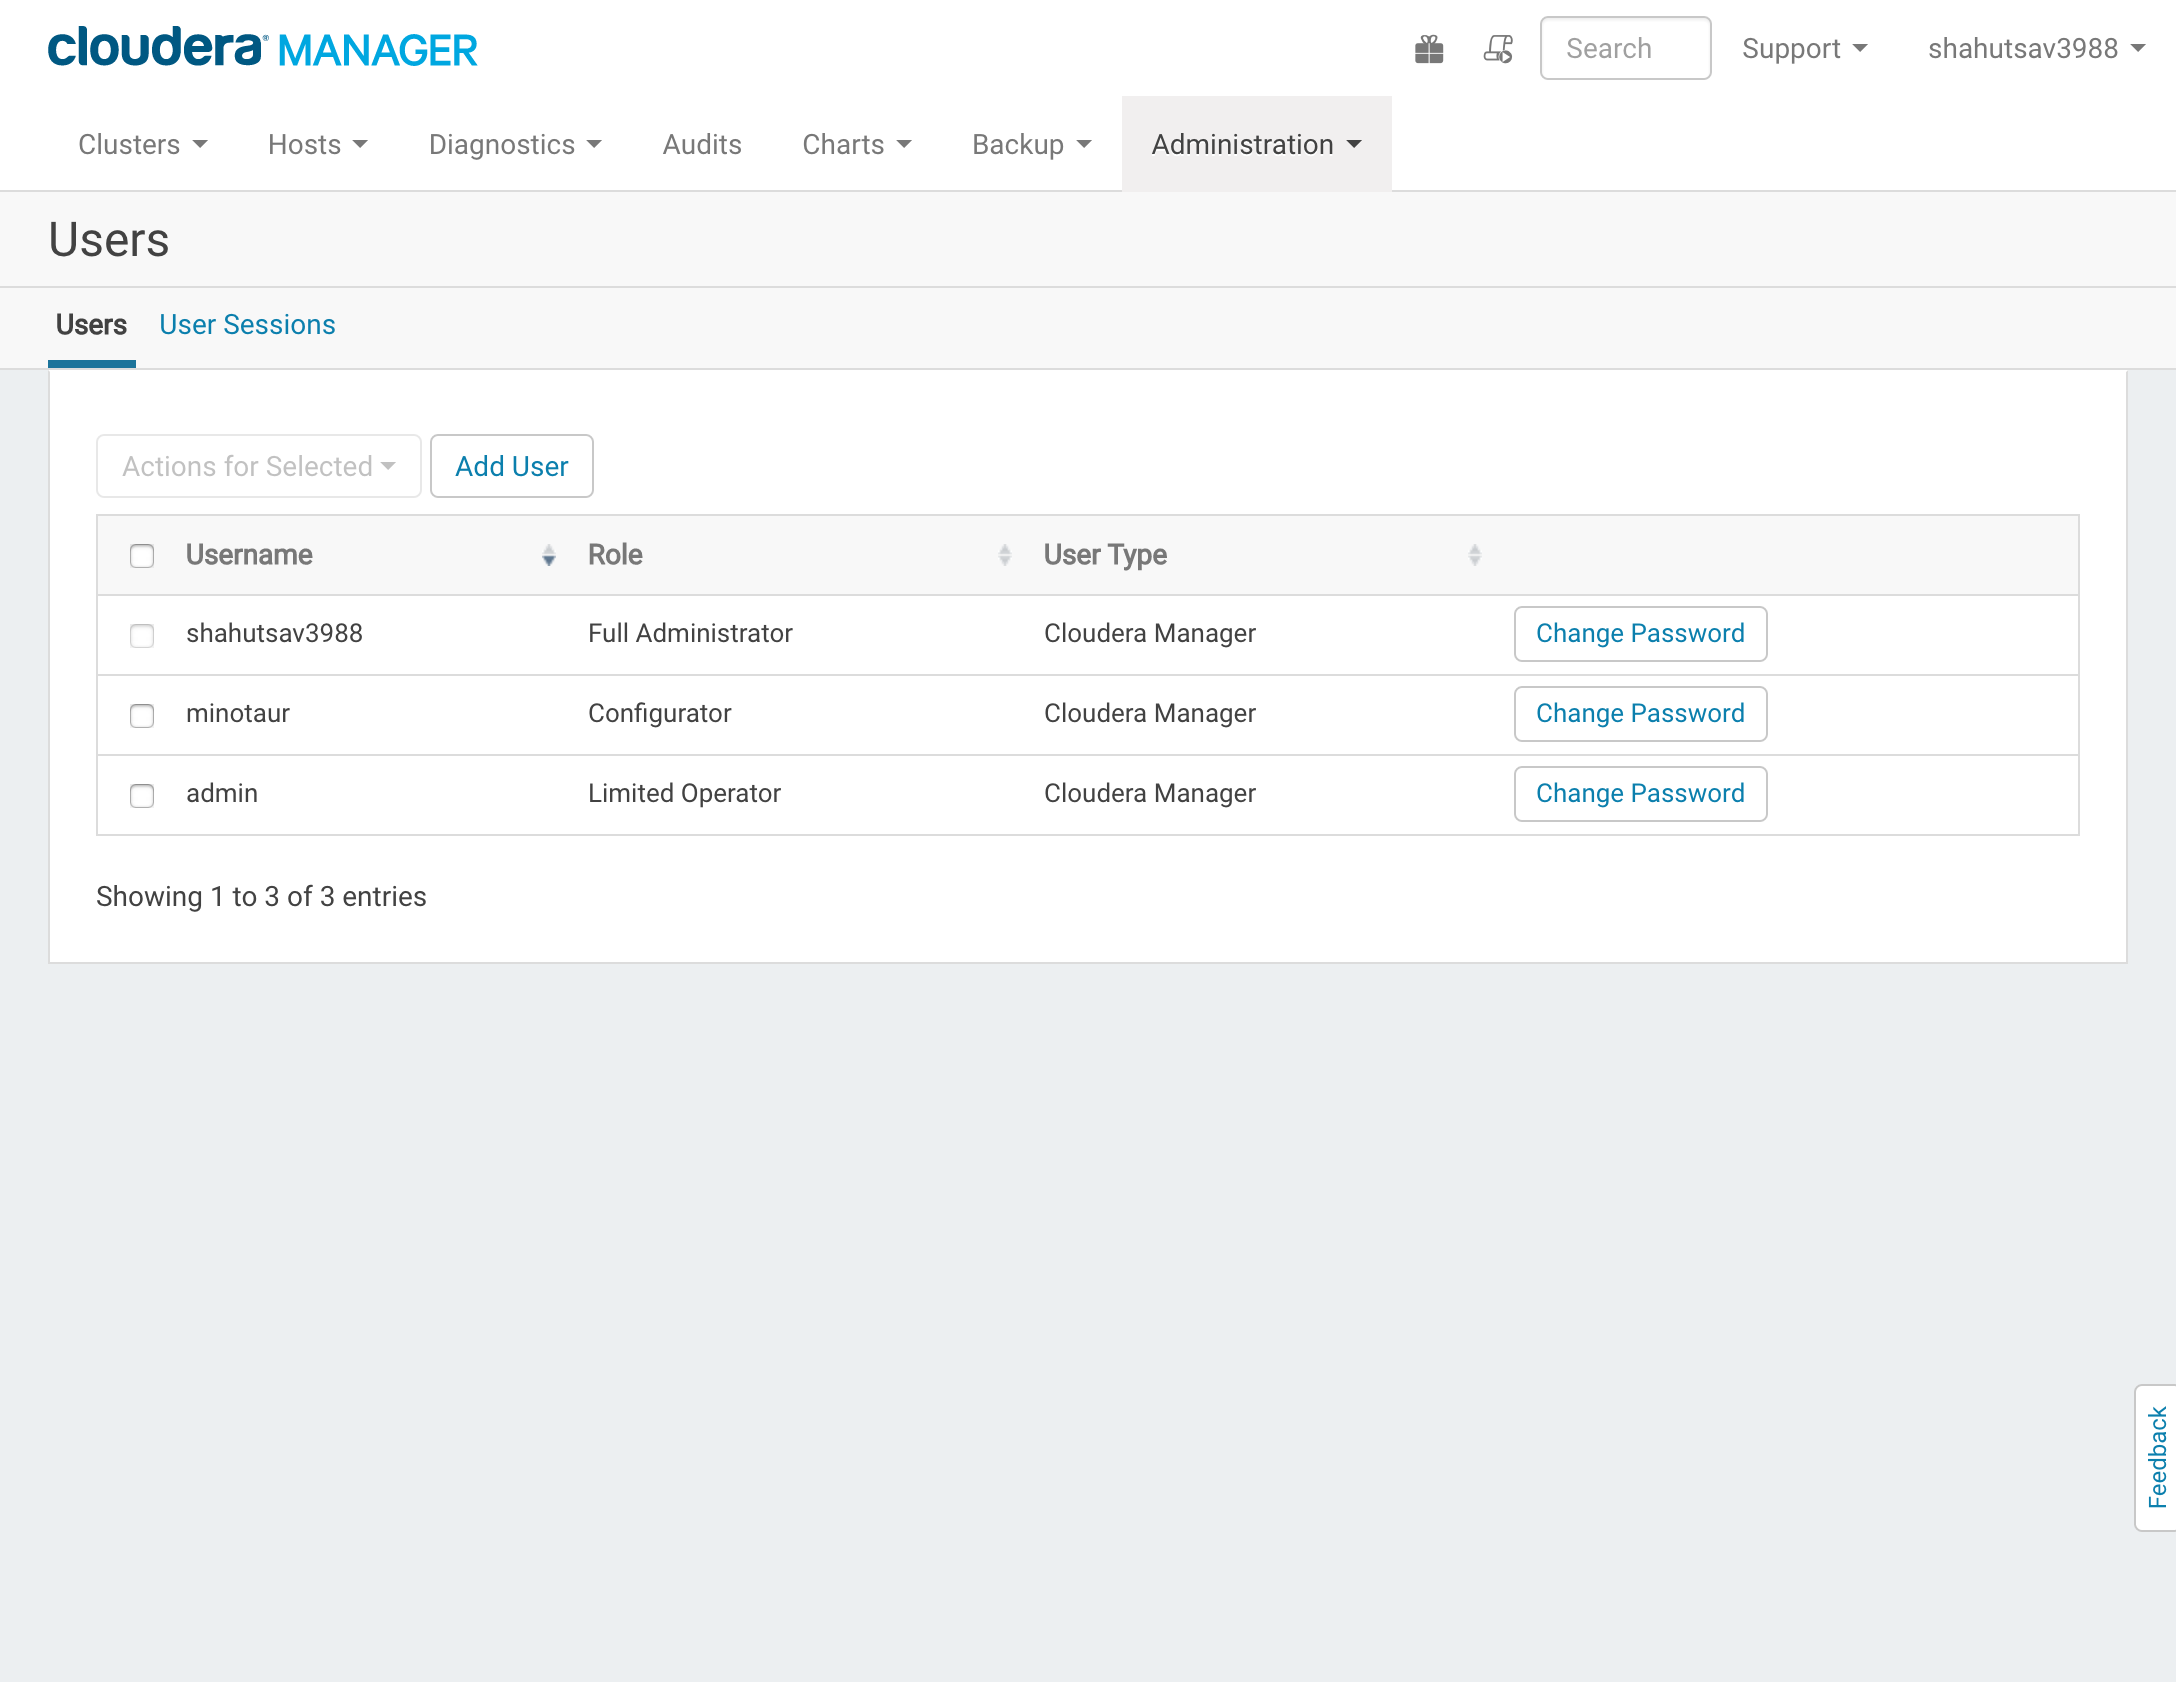 cloudera MANAGER
Search
Support
shahutsav3988
Clusters Hosts Diagnostics Audits Charts Backup Administration
Users
Users User Sessions
Actions for Selected Add User
Username Role User Type
shahutsav3988 Full Administrator Cloudera Manager Change Password
minotaur Configurator Cloudera Manager Change Password
admin Limited Operator Cloudera Manager Change Password
Showing 1 to 3 of 3 entries
Feedback